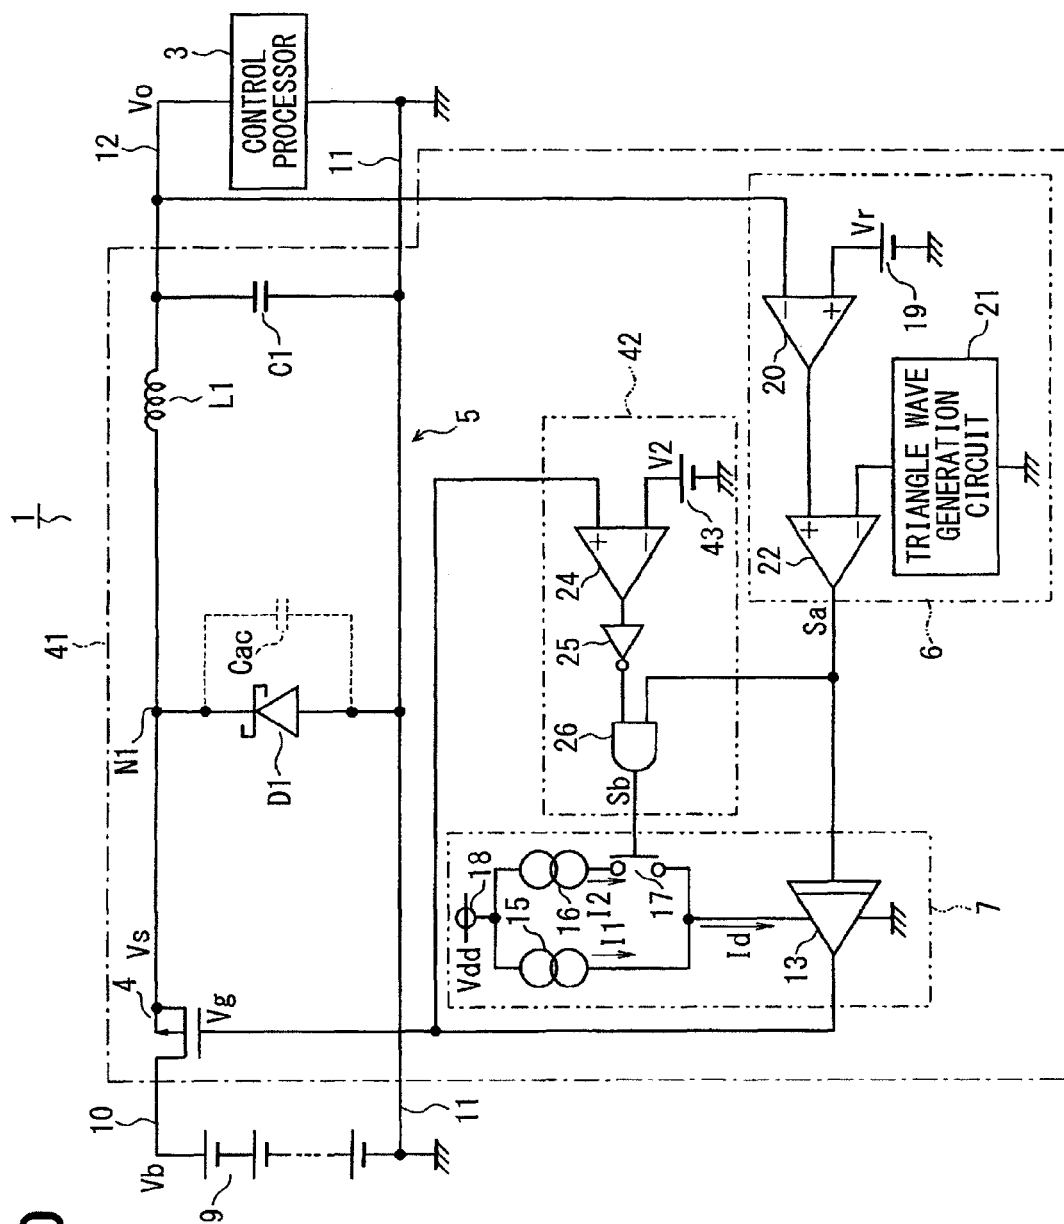 1
41
10
Vb
9
11
4
Vs
Vg
N1
D1
Cac
L1
C1
12
Vo
3
CONTROL
PROCESSOR
11
5
Vdd
18
15
16
I1
I2
17
Id
13
7
Sb
26
25
24
V2
43
42
Sa
22
20
Vr
19
TRIANGLE WAVE
GENERATION
CIRCUIT
21
6
+
−
+
−
−
+